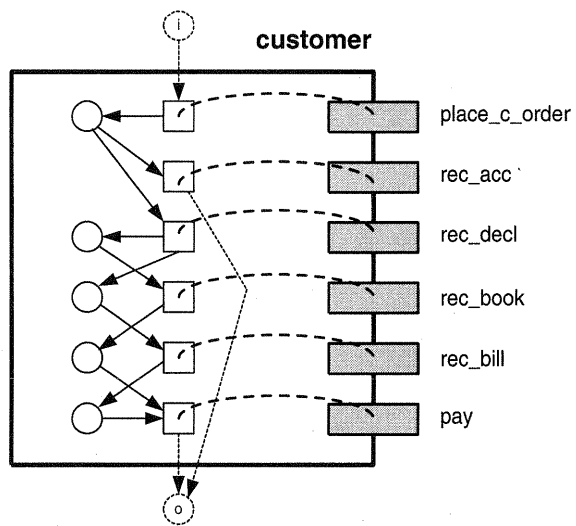 i
customer
place_c_order
rec_acc
rec_decl
rec_book
rec_bill
pay
o